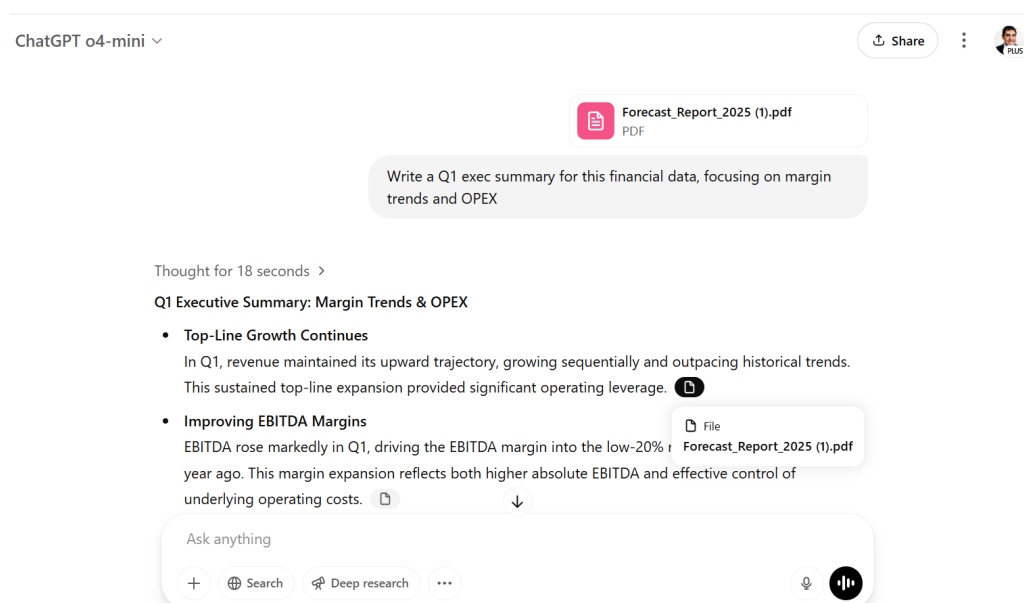 ChatGPT o4-mini
Share
PLUS
Forecast_Report_2025 (1).pdf
PDF
Write a Q1 exec summary for this financial data, focusing on margin
trends and OPEX
Thought for 18 seconds
Q1 Executive Summary: Margin Trends & OPEX
• Top-Line Growth Continues
In Q1, revenue maintained its upward trajectory, growing sequentially and outpacing historical trends.
This sustained top-line expansion provided significant operating leverage.
• Improving EBITDA Margins
File
EBITDA rose markedly in Q1, driving the EBITDA margin into the low-20%
Forecast_Report_2025 (1).pdf
year ago. This margin expansion reflects both higher absolute EBITDA and effective control of
underlying operating costs.
Ask anything
Search
Deep research